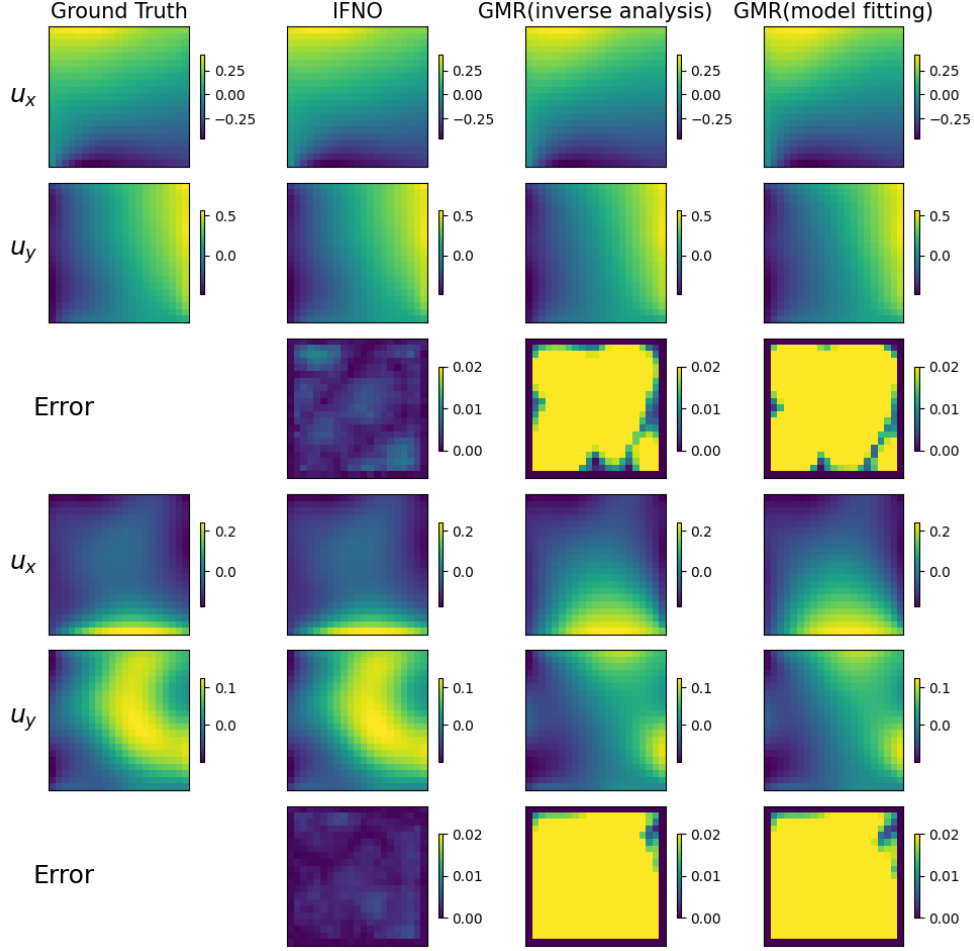 Ground Truth IFNO GMR(inverse analysis) GMR(model fitting)
u_x 0.25 0.00 −0.25 0.25 0.00 −0.25 0.25 0.00 −0.25 0.25 0.00 −0.25
u_y 0.5 0.0 0.5 0.0 0.5 0.0 0.5 0.0
Error 0.02 0.01 0.00 0.02 0.01 0.00 0.02 0.01 0.00
u_x 0.2 0.0 0.2 0.0 0.2 0.0 0.2 0.0
u_y 0.1 0.0 0.1 0.0 0.1 0.0 0.1 0.0
Error 0.02 0.01 0.00 0.02 0.01 0.00 0.02 0.01 0.00